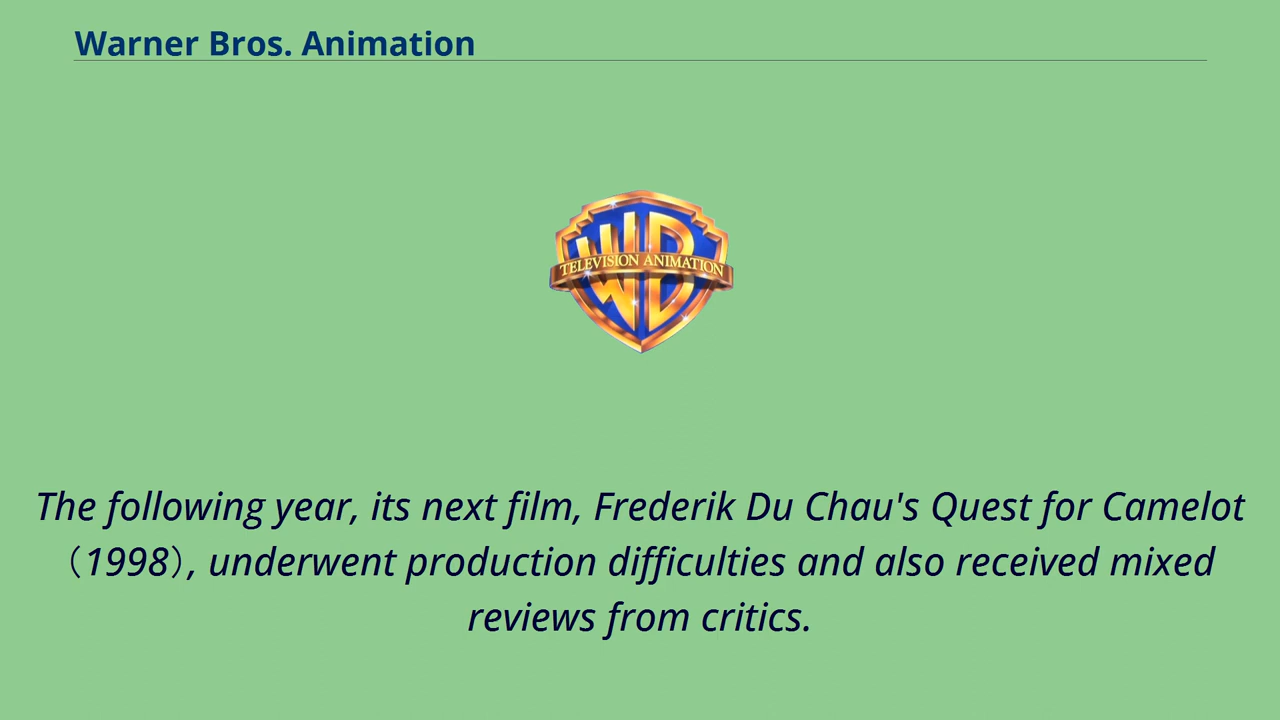 Warner Bros. Animation
WB
TELEVISION ANIMATION
The following year, its next film, Frederik Du Chau's Quest for Camelot
（1998）, underwent production difficulties and also received mixed
reviews from critics.